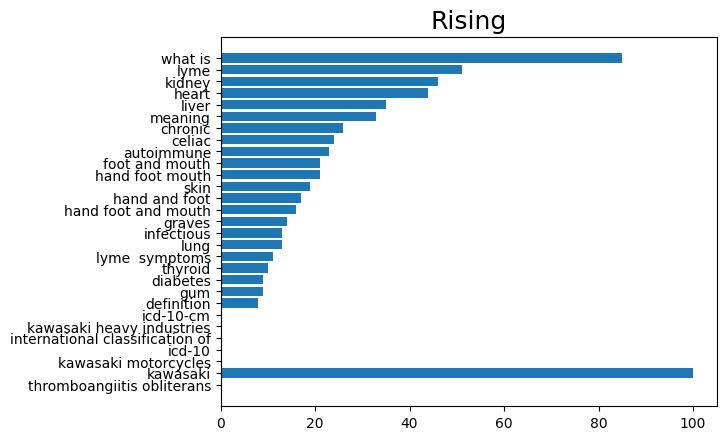 Rising
what is
lyme
kidney
heart
liver
meaning
chronic
celiac
autoimmune
foot and mouth
hand foot mouth
skin
hand and foot
hand foot and mouth
graves
infectious
lung
lyme  symptoms
thyroid
diabetes
gum
definition
icd-10-cm
kawasaki heavy industries
international classification of
icd-10
kawasaki motorcycles
kawasaki
thromboangiitis obliterans
0 20 40 60 80 100